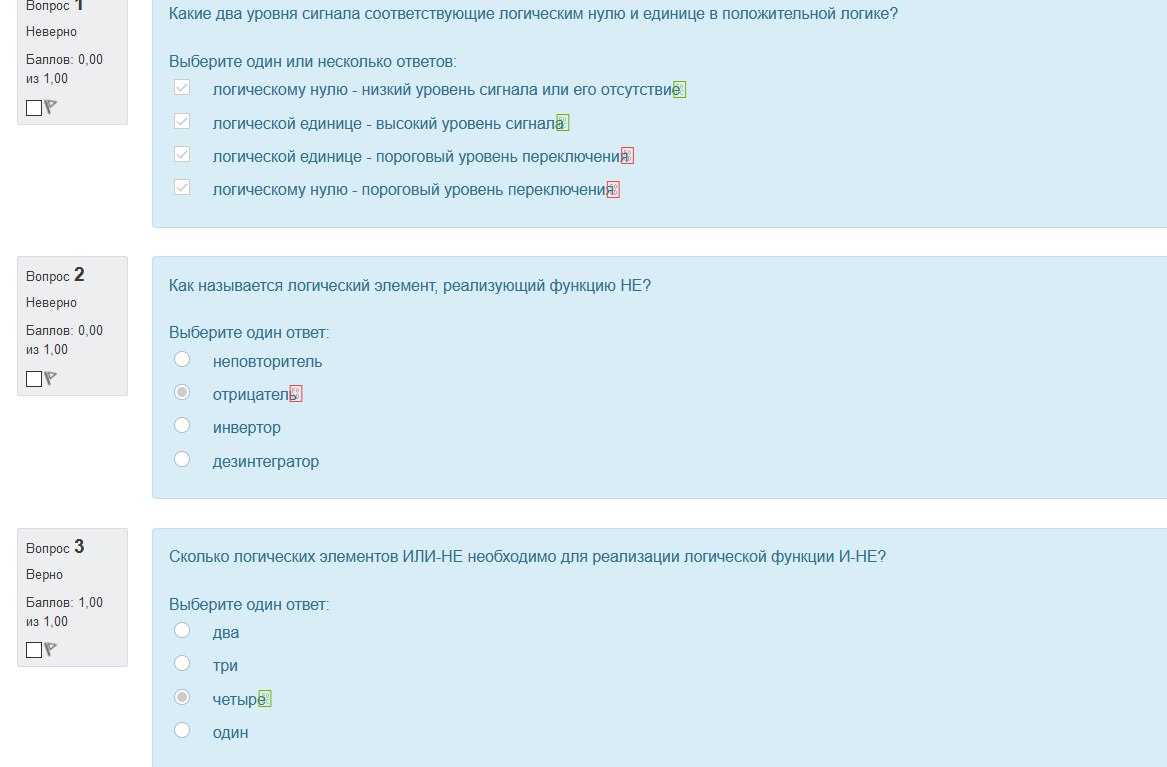 Вопрос 1
Неверно
Баллов: 0,00
из 1,00
Какие два уровня сигнала соответствующие логическим нулю и единице в положительной логике?
Выберите один или несколько ответов:
логическому нулю - низкий уровень сигнала или его отсутствие
логической единице - высокий уровень сигнала
логической единице - пороговый уровень переключения
логическому нулю - пороговый уровень переключения
Вопрос 2
Неверно
Баллов: 0,00
из 1,00
Как называется логический элемент, реализующий функцию НЕ?
Выберите один ответ:
неповторитель
отрицатель
инвертор
дезинтегратор
Вопрос 3
Верно
Баллов: 1,00
из 1,00
Сколько логических элементов ИЛИ-НЕ необходимо для реализации логической функции И-НЕ?
Выберите один ответ:
два
три
четыре
один